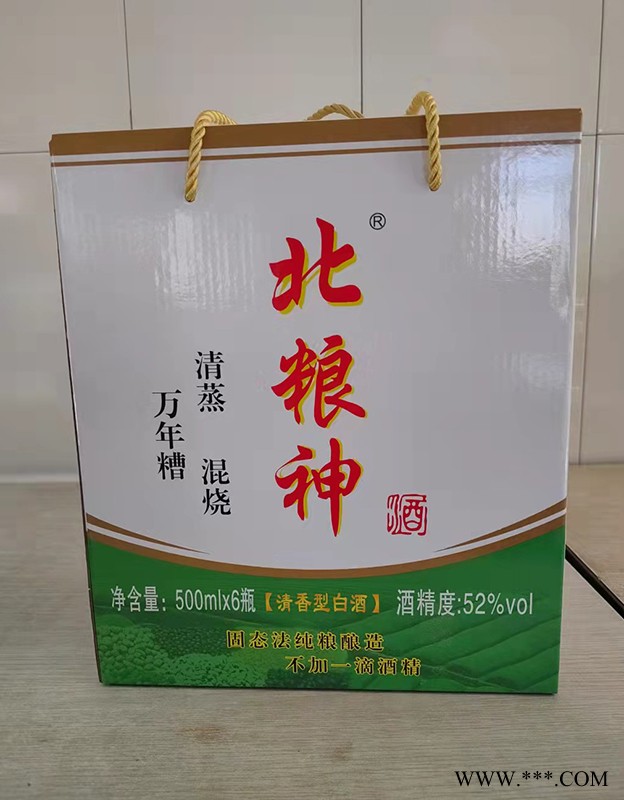 北粮神®
酒
清蒸 混烧
万年糟
净含量：500mlx6瓶【清香型白酒】 酒精度:52%vol
固态法纯粮酿造
不加一滴酒精
WWW.***.COM